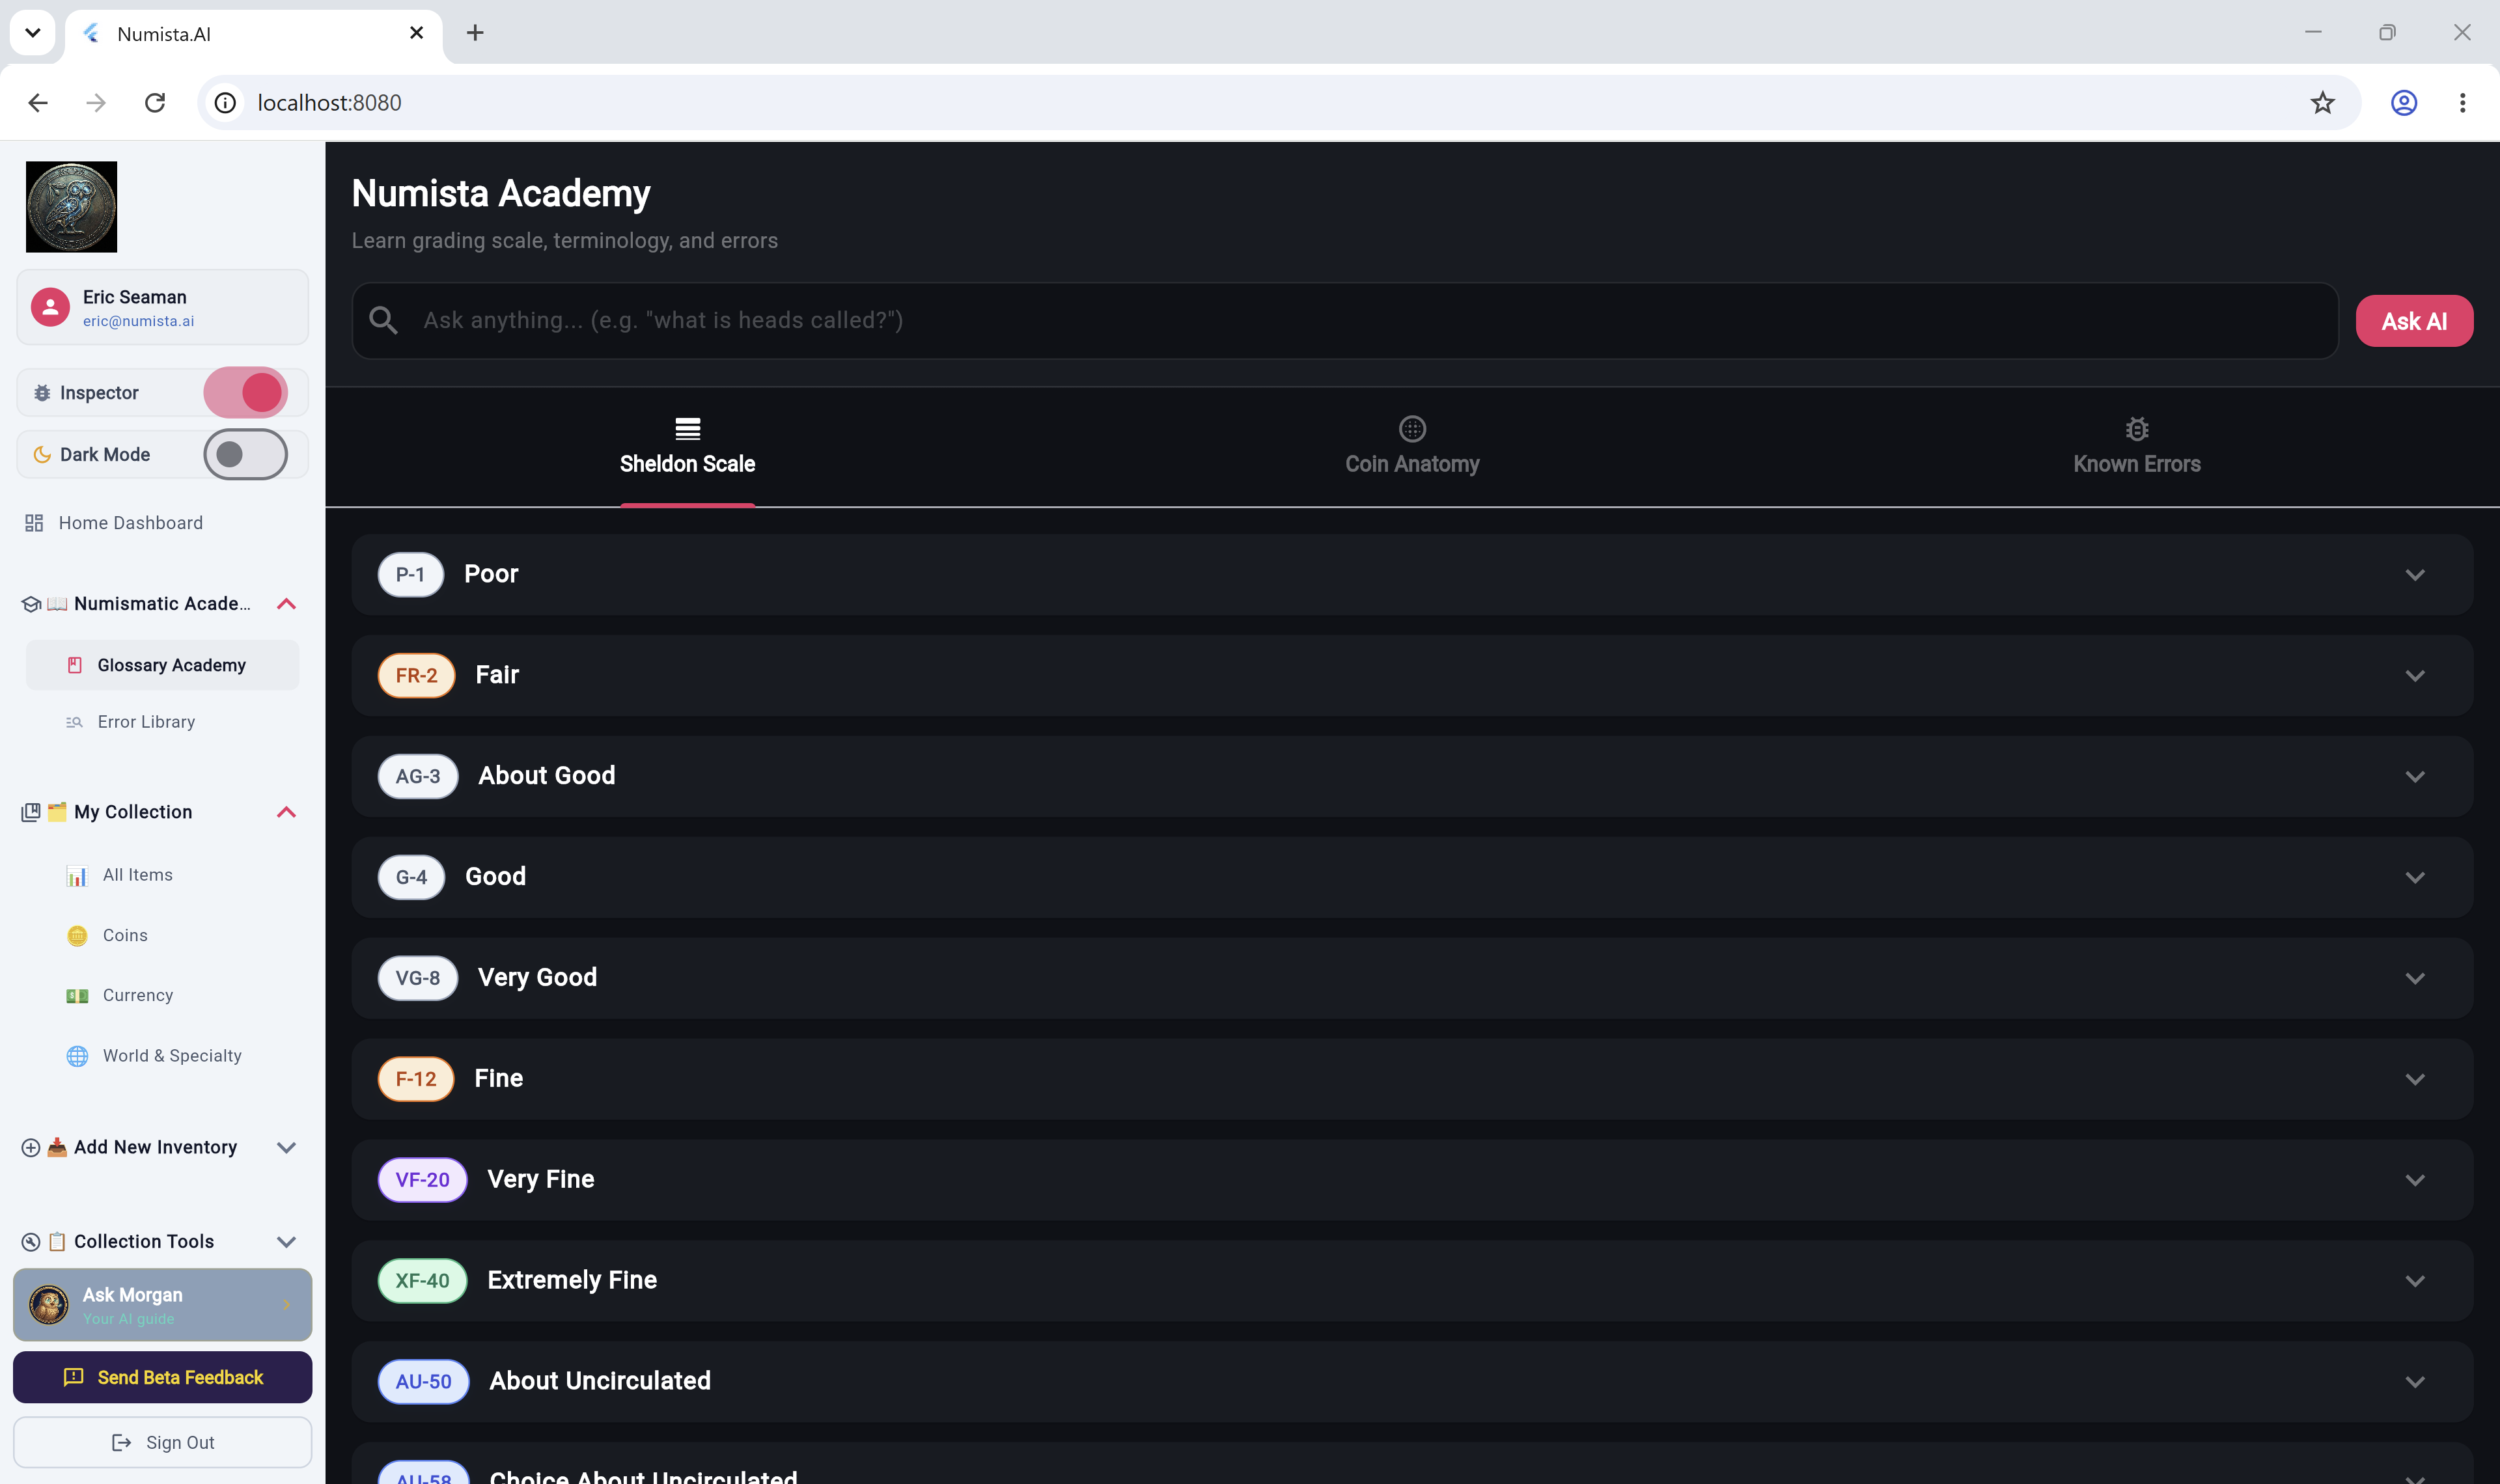 Numista.AI
localhost:8080
Eric Seaman
eric@numista.ai
Inspector
Dark Mode
Home Dashboard
Numismatic Acade...
Glossary Academy
Error Library
My Collection
All Items
Coins
Currency
World & Specialty
Add New Inventory
Collection Tools
Ask Morgan
Your AI guide
Send Beta Feedback
Sign Out
Numista Academy
Learn grading scale, terminology, and errors
Ask anything... (e.g. "what is heads called?")
Ask AI
Sheldon Scale
Coin Anatomy
Known Errors
P-1 Poor
FR-2 Fair
AG-3 About Good
G-4 Good
VG-8 Very Good
F-12 Fine
VF-20 Very Fine
XF-40 Extremely Fine
AU-50 About Uncirculated
AU-58 Choice About Uncirculated